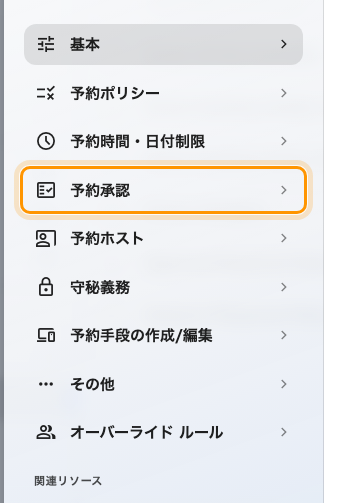 基本
予約ポリシー
予約時間・日付制限
予約承認
予約ホスト
守秘義務
予約手段の作成/編集
その他
オーバーライド ルール
関連リソース